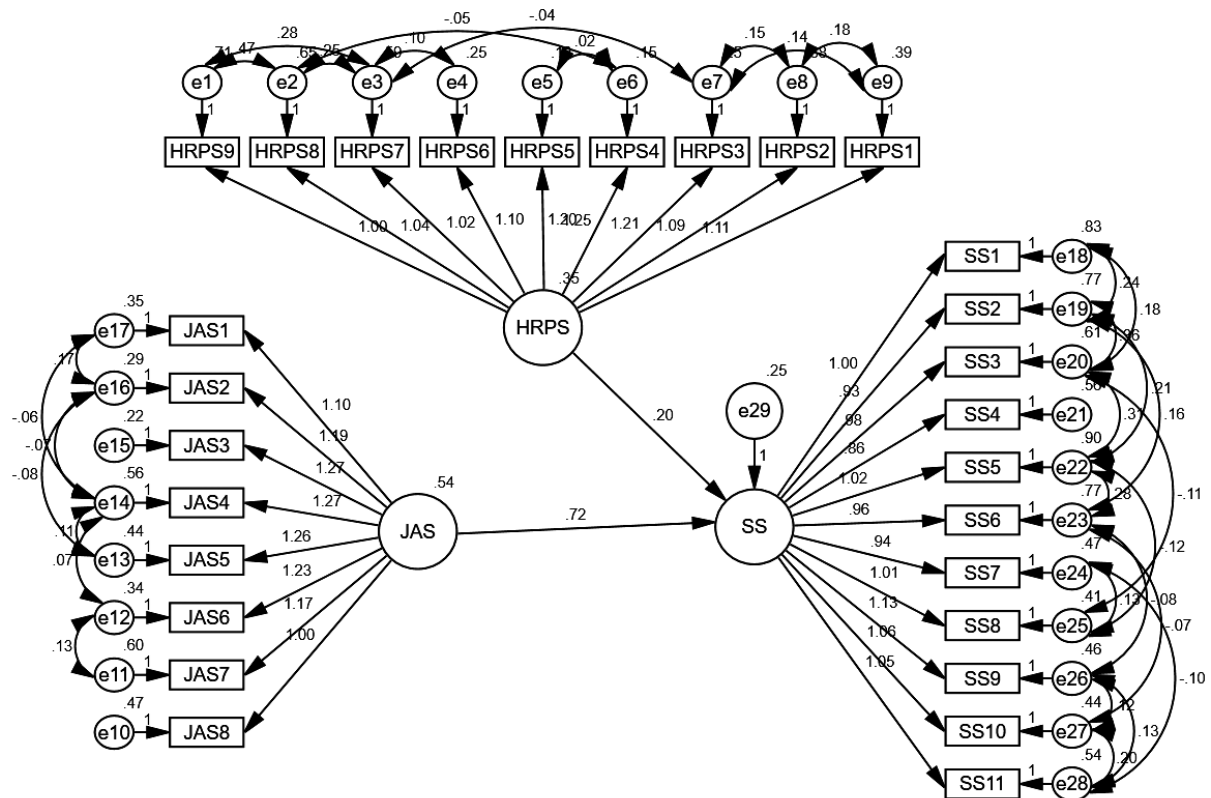 -.05 -.04
.28 .10 .02 .15 .14 .18
.71 .47 .65 .25 .25 .15 .39
e1 e2 e3 e4 e5 e6 e7 e8 e9
1 1 1 1 1 1 1 1 1
HRPS9 HRPS8 HRPS7 HRPS6 HRPS5 HRPS4 HRPS3 HRPS2 HRPS1
1.00 1.04 1.02 1.10 1.20 1.25 1.21 1.09 1.11
.35
HRPS
.20
.35
e17 1 JAS1
.17
.29
e16 1 JAS2
.22
e15 1 JAS3
-.06
-.08
.56
e14 1 JAS4
.11
.44
e13 1 JAS5
.07
.34
e12 1 JAS6
.13
.60
e11 1 JAS7
.47
e10 1 JAS8
1.10
1.19
1.27
1.27
1.26
1.23
1.17
1.00
.54
JAS
.72
.25
e29
1
SS
1.00
.93
.98
.86
1.02
.96
.94
1.01
1.13
1.06
1.05
.83
SS1 1 e18
.77 .24 .18
SS2 1 e19
.61
SS3 1 e20
.56 .21
SS4 1 e21
.31 .16
.90
SS5 1 e22
.77 .28 -.11
SS6 1 e23
.47 .12
SS7 1 e24
.41 .13 -.08
SS8 1 e25
-.07
.46
SS9 1 e26
-.10
.44 .12
SS10 1 e27
.13
.54 .20
SS11 1 e28